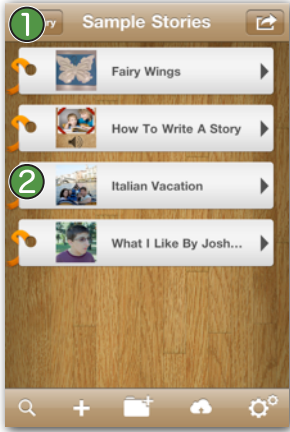 1
Sample Stories
Fairy Wings
How To Write A Story
2
Italian Vacation
What I Like By Josh...